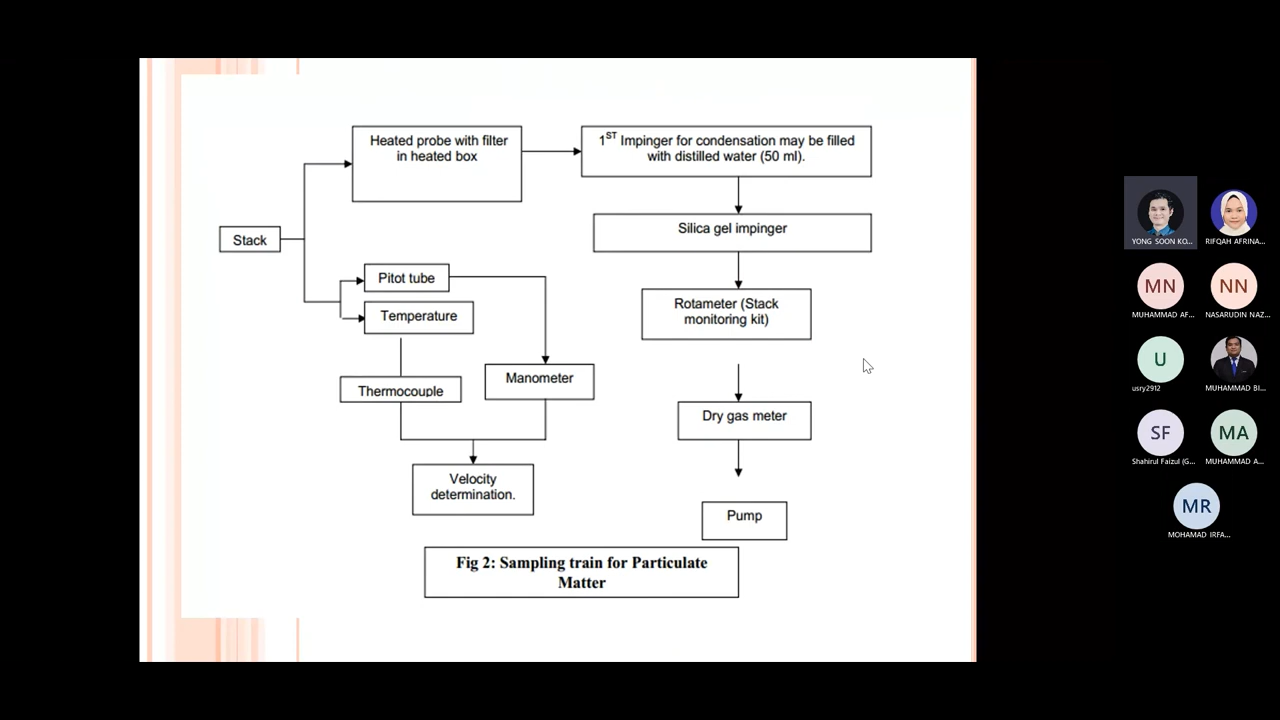 Heated probe with filter
in heated box
1ST Impinger for condensation may be filled
with distilled water (50 ml).
Silica gel impinger
Stack
Pitot tube
Temperature
Rotameter (Stack
monitoring kit)
Thermocouple
Manometer
Dry gas meter
Velocity
determination.
Pump
Fig 2: Sampling train for Particulate
Matter
YONG SOON KO...
RIFQAH AFRINA...
MN
NN
MUHAMMAD AF...
NASARUDIN NAZ...
U
usry2912
MUHAMMAD BI...
SF
MA
Shahirul Faizul (G...
MUHAMMAD A...
MR
MOHAMAD IRFA...